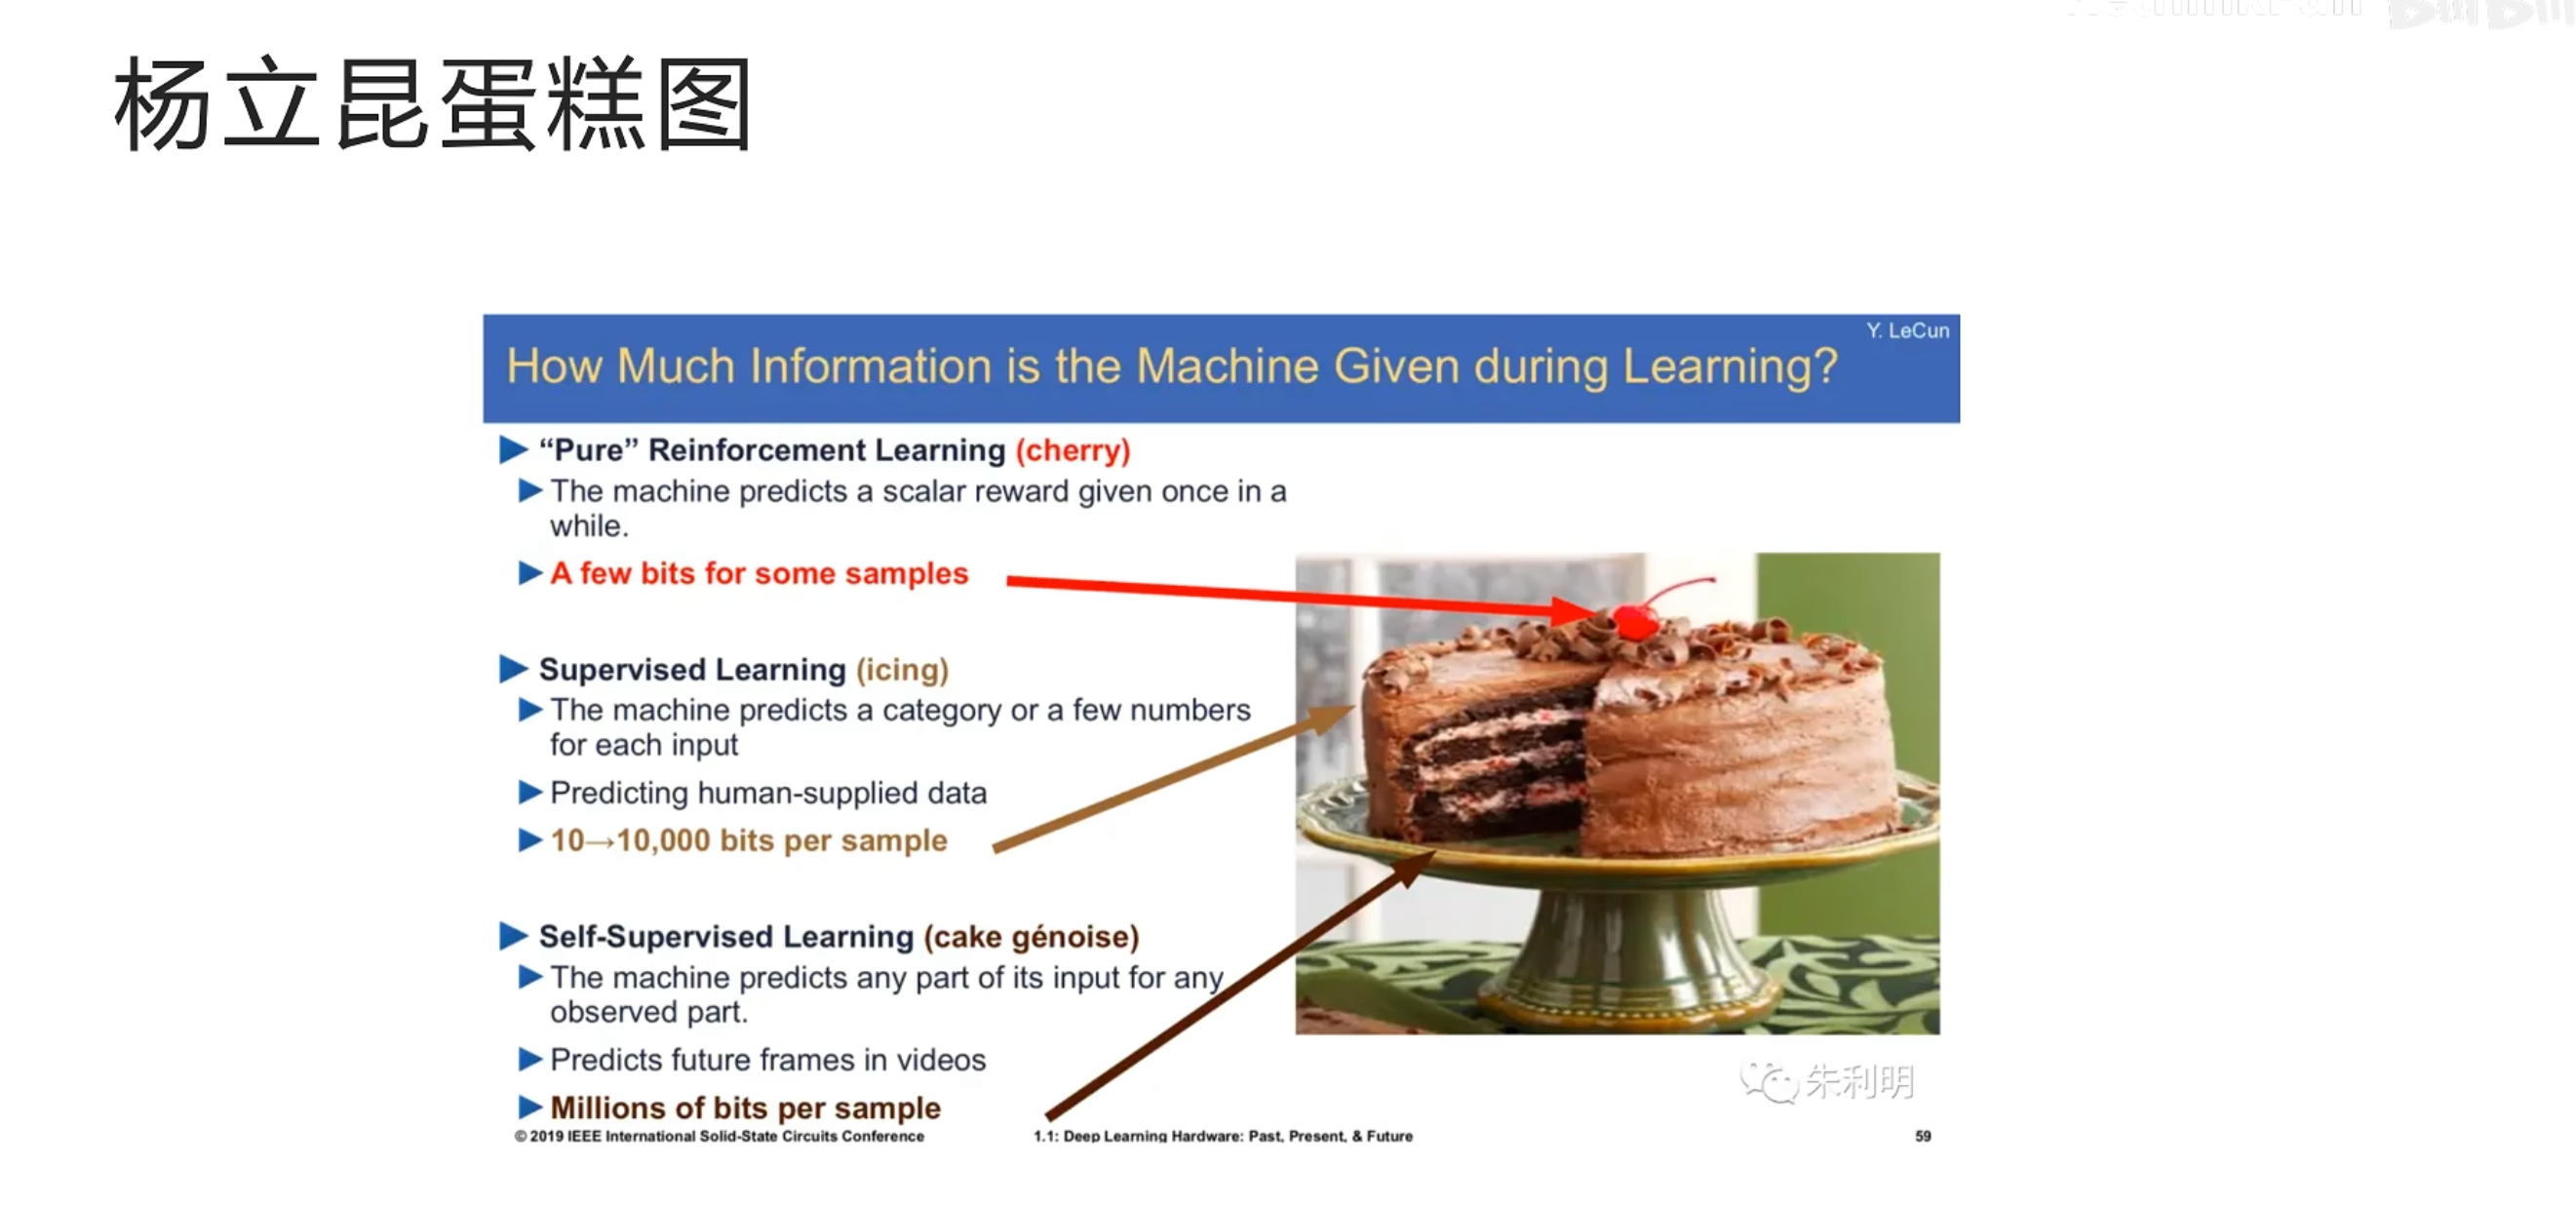 杨立昆蛋糕图
Y. LeCun
How Much Information is the Machine Given during Learning?
“Pure” Reinforcement Learning (cherry)
The machine predicts a scalar reward given once in a
while.
A few bits for some samples
Supervised Learning (icing)
The machine predicts a category or a few numbers
for each input
Predicting human-supplied data
10→10,000 bits per sample
Self-Supervised Learning (cake génoise)
The machine predicts any part of its input for any
observed part.
Predicts future frames in videos
Millions of bits per sample
朱利明
© 2019 IEEE International Solid-State Circuits Conference
1.1: Deep Learning Hardware: Past, Present, & Future
59